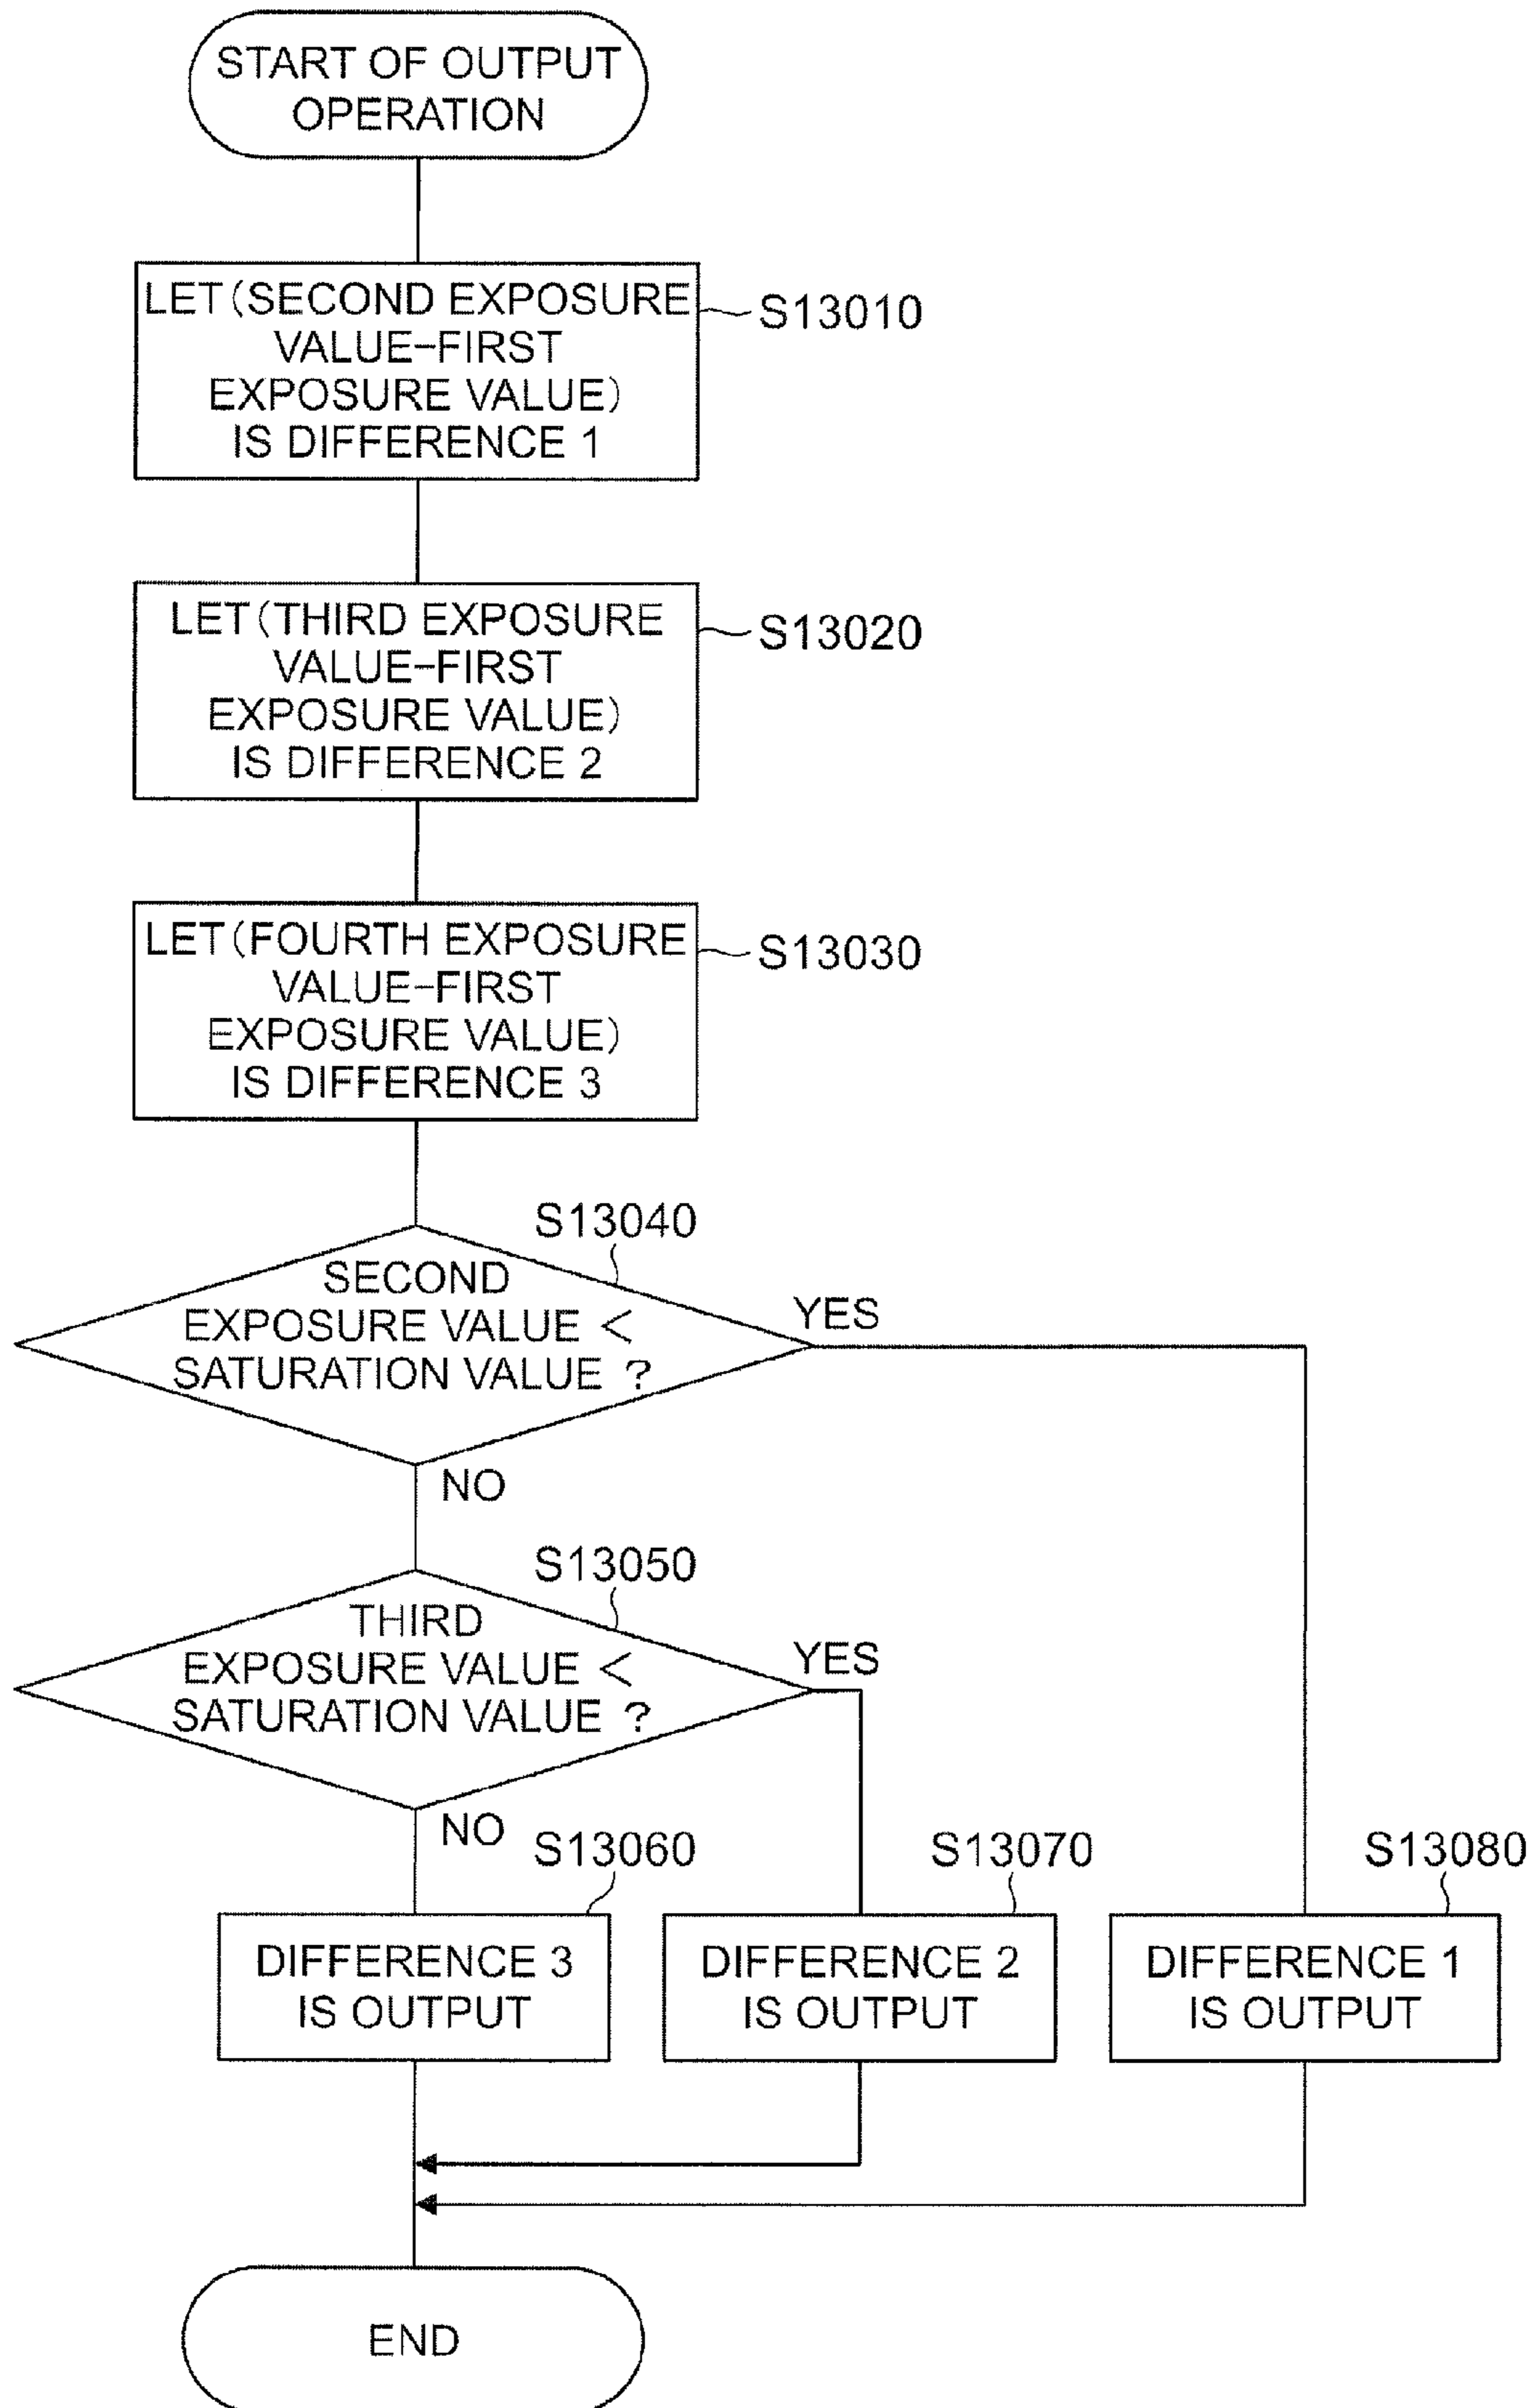 START OF OUTPUT
OPERATION
LET(SECOND EXPOSURE
VALUE-FIRST
EXPOSURE VALUE)
IS DIFFERENCE 1
S13010
LET(THIRD EXPOSURE
VALUE-FIRST
EXPOSURE VALUE)
IS DIFFERENCE 2
S13020
LET(FOURTH EXPOSURE
VALUE-FIRST
EXPOSURE VALUE)
IS DIFFERENCE 3
S13030
S13040
SECOND
EXPOSURE VALUE <
SATURATION VALUE ?
YES
NO
S13050
THIRD
EXPOSURE VALUE <
SATURATION VALUE ?
YES
NO
S13060
DIFFERENCE 3
IS OUTPUT
S13070
DIFFERENCE 2
IS OUTPUT
S13080
DIFFERENCE 1
IS OUTPUT
END